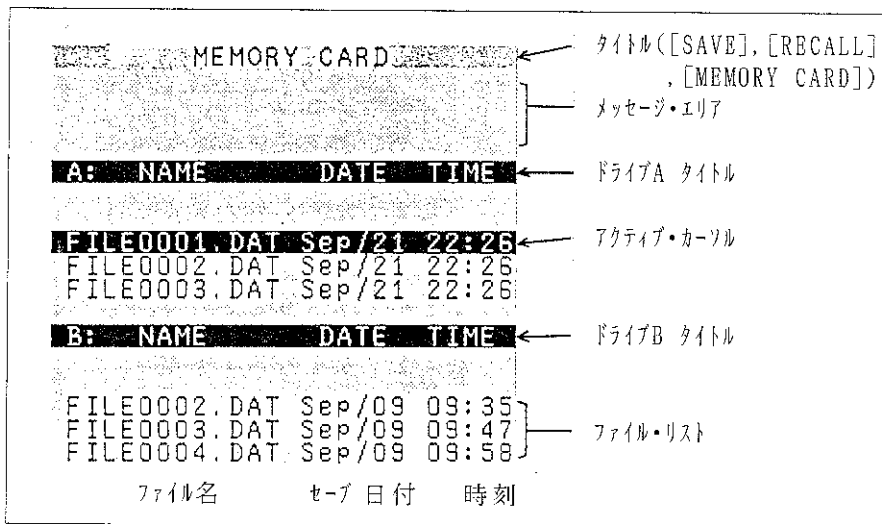 MEMORY CARD
タイトル([SAVE],[RECALL]
,[MEMORY CARD])
メッセージ・エリア
A: NAME DATE TIME
ドライブA タイトル
FILE0001.DAT Sep/21 22:26
アクティブ・カーソル
FILE0002.DAT Sep/21 22:26
FILE0003.DAT Sep/21 22:26
B: NAME DATE TIME
ドライブB タイトル
FILE0002.DAT Sep/09 09:35
FILE0003.DAT Sep/09 09:47
ファイル・リスト
FILE0004.DAT Sep/09 09:58
ファイル名 セーブ日付 時刻